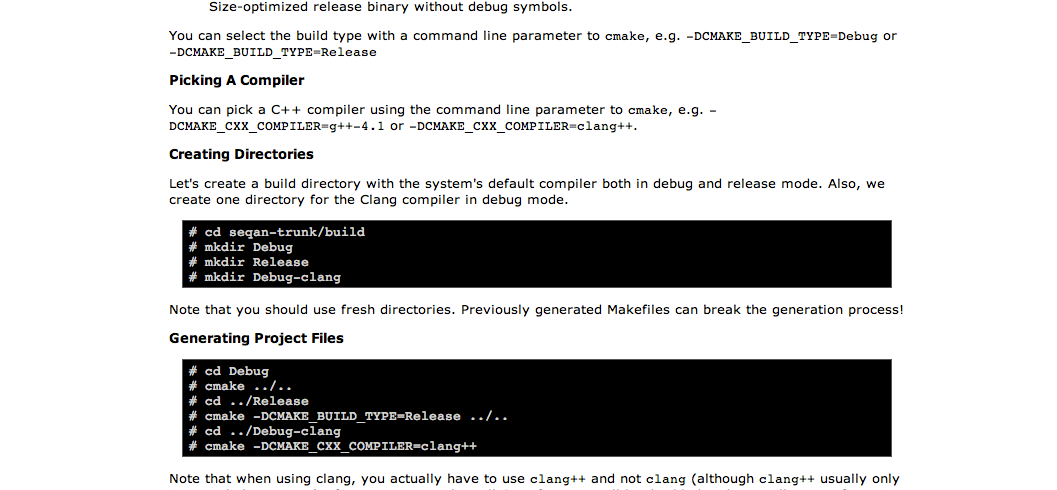 Size-optimized release binary without debug symbols.
You can select the build type with a command line parameter to cmake, e.g. -DCMAKE_BUILD_TYPE=Debug or
-DCMAKE_BUILD_TYPE=Release
Picking A Compiler
You can pick a C++ compiler using the command line parameter to cmake, e.g. -
DCMAKE_CXX_COMPILER=g++-4.1 or -DCMAKE_CXX_COMPILER=clang++.
Creating Directories
Let's create a build directory with the system's default compiler both in debug and release mode. Also, we
create one directory for the Clang compiler in debug mode.
# cd seqan-trunk/build
# mkdir Debug
# mkdir Release
# mkdir Debug-clang
Note that you should use fresh directories. Previously generated Makefiles can break the generation process!
Generating Project Files
# cd Debug
# cmake ../..
# cd ../Release
# cmake -DCMAKE_BUILD_TYPE=Release ../..
# cd ../Debug-clang
# cmake -DCMAKE_CXX_COMPILER=clang++
Note that when using clang, you actually have to use clang++ and not clang (although clang++ usually only